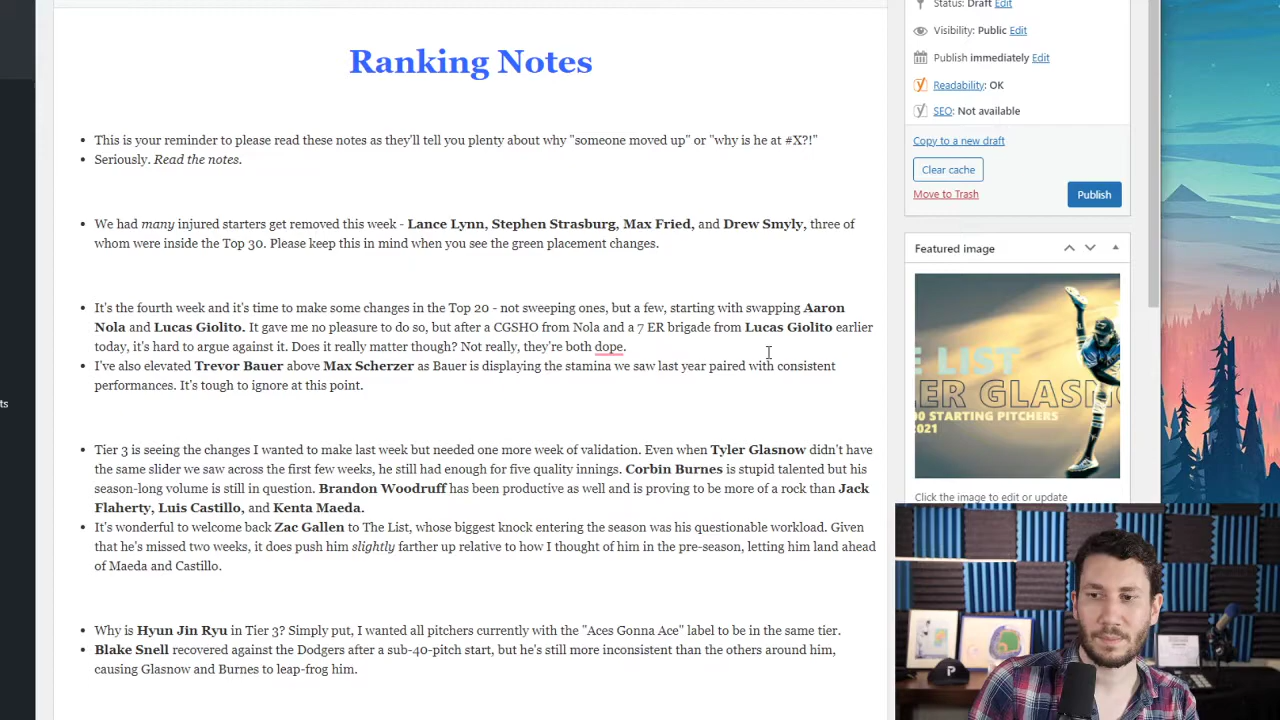 Ranking Notes
This is your reminder to please read these notes as they'll tell you plenty about why "someone moved up" or "why is he at #X?!"
Seriously. Read the notes.
We had many injured starters get removed this week - Lance Lynn, Stephen Strasburg, Max Fried, and Drew Smyly, three of
whom were inside the Top 30. Please keep this in mind when you see the green placement changes.
It's the fourth week and it's time to make some changes in the Top 20 - not sweeping ones, but a few, starting with swapping Aaron
Nola and Lucas Giolito. It gave me no pleasure to do so, but after a CGSHO from Nola and a 7 ER brigade from Lucas Giolito earlier
today, it's hard to argue against it. Does it really matter though? Not really, they're both dope.
I've also elevated Trevor Bauer above Max Scherzer as Bauer is displaying the stamina we saw last year paired with consistent
performances. It's tough to ignore at this point.
Tier 3 is seeing the changes I wanted to make last week but needed one more week of validation. Even when Tyler Glasnow didn't have
the same slider we saw across the first few weeks, he still had enough for five quality innings. Corbin Burnes is stupid talented but his
season-long volume is still in question. Brandon Woodruff has been productive as well and is proving to be more of a rock than Jack
Flaherty, Luis Castillo, and Kenta Maeda.
It's wonderful to welcome back Zac Gallen to The List, whose biggest knock entering the season was his questionable workload. Given
that he's missed two weeks, it does push him slightly farther up relative to how I thought of him in the pre-season, letting him land ahead
of Maeda and Castillo.
Why is Hyun Jin Ryu in Tier 3? Simply put, I wanted all pitchers currently with the "Aces Gonna Ace" label to be in the same tier.
Blake Snell recovered against the Dodgers after a sub-40-pitch start, but he's still more inconsistent than the others around him,
causing Glasnow and Burnes to leap-frog him.
ts
Status: Draft Edit
Visibility: Public Edit
Publish immediately Edit
Readability: OK
SEO: Not available
Copy to a new draft
Clear cache
Move to Trash
Publish
Featured image
E LIST
ER GLASN
00 STARTING PITCHERS
2021
Click the image to edit or update
P